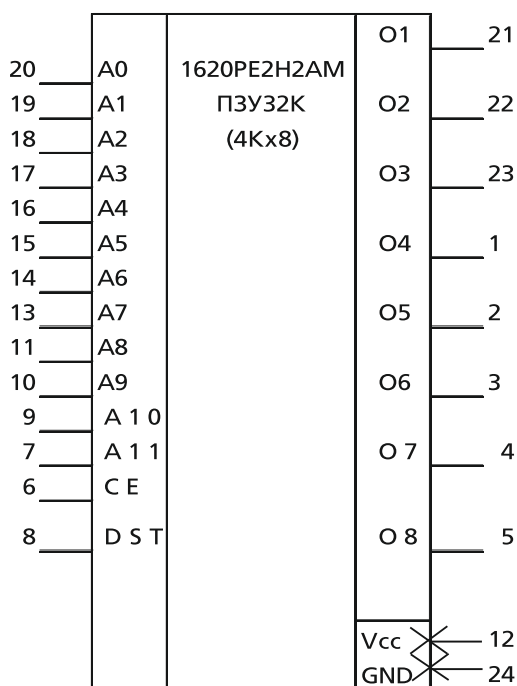 O1 21
20 A0 1620РЕ2Н2АМ
19 A1 ПЗУ32К O2 22
18 A2 (4Кх8)
17 A3 O3 23
16 A4
15 A5 O4 1
14 A6
13 A7 O5 2
11 A8
10 A9 O6 3
9 A 1 0
7 A 1 1 O 7 4
6 C E
8 D S T O 8 5
Vcc 12
GND 24